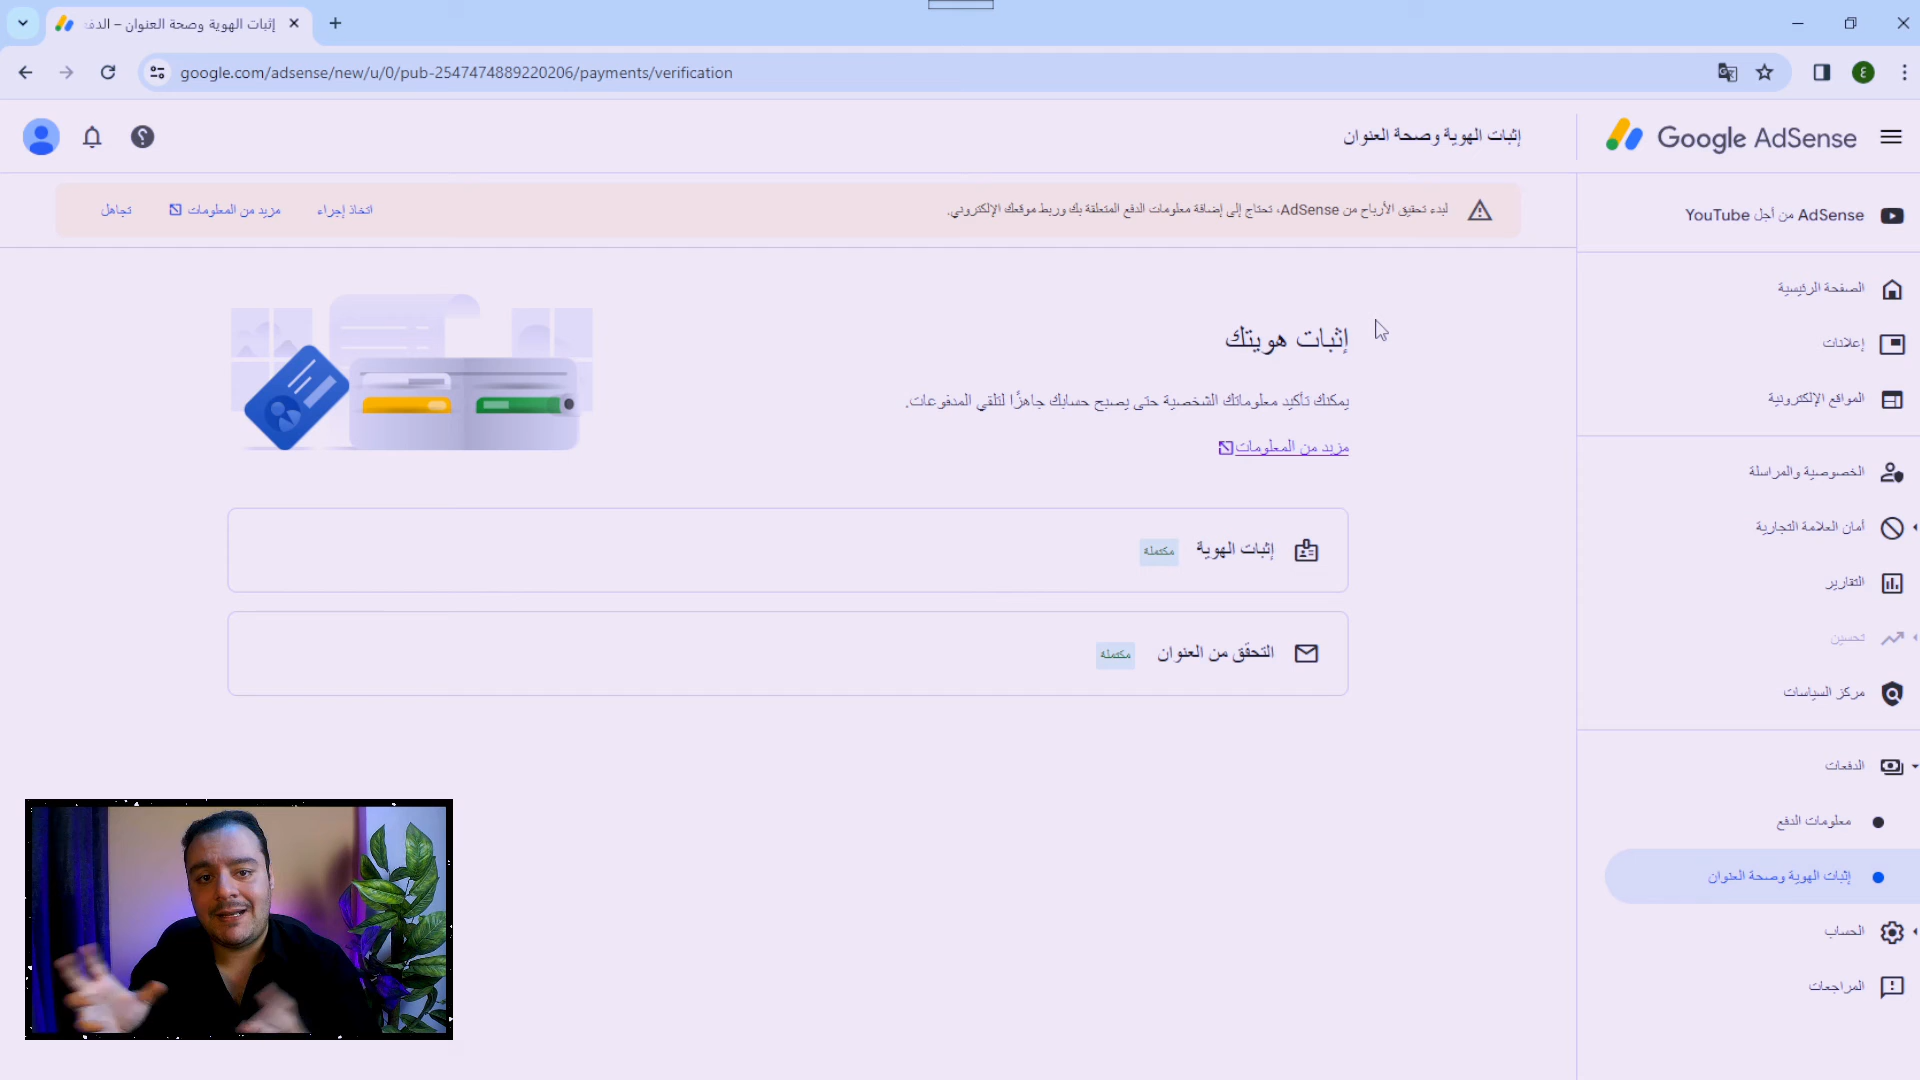 إثبات الهوية وصحة العنوان – الدفع
google.com/adsense/new/u/0/pub-2547474889220206/payments/verification
ع
Google AdSense
إثبات الهوية وصحة العنوان
لبدء تحقيق الأرباح من AdSense، تحتاج إلى إضافة معلومات الدفع المتعلقة بك وربط موقعك الإلكتروني.
اتخاذ إجراء
مزيد من المعلومات
تجاهل
AdSense من أجل YouTube
الصفحة الرئيسية
إعلانات
المواقع الإلكترونية
الخصوصية والمراسلة
أمان العلامة التجارية
التقارير
تحسين
مركز السياسات
الدفعات
معلومات الدفع
إثبات الهوية وصحة العنوان
الحساب
المراجعات
إثبات هويتك
يمكنك تأكيد معلوماتك الشخصية حتى يصبح حسابك جاهزًا لتلقي المدفوعات.
مزيد من المعلومات
إثبات الهوية مكتملة
التحقّق من العنوان مكتملة